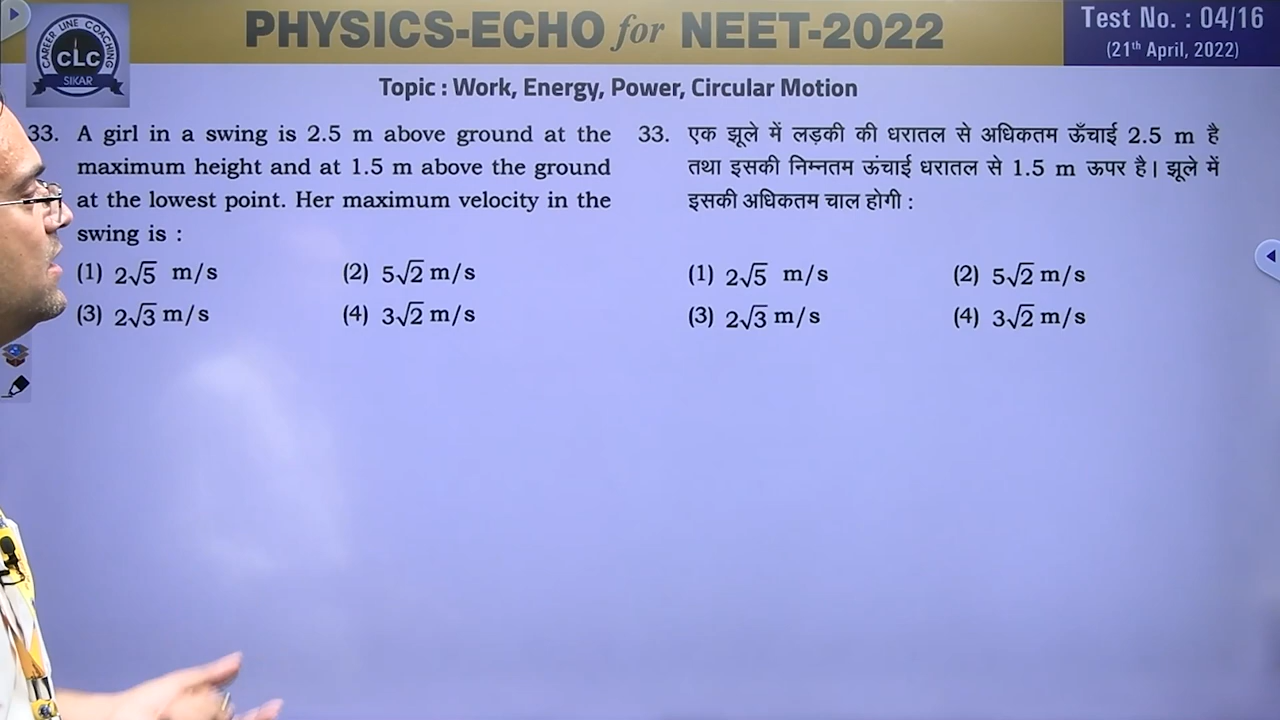 PHYSICS-ECHO for NEET-2022
Test No. : 04/16
(21th April, 2022)
CAREER LINE COACHING
CLC
SIKAR
Topic : Work, Energy, Power, Circular Motion
33. A girl in a swing is 2.5 m above ground at the
maximum height and at 1.5 m above the ground
at the lowest point. Her maximum velocity in the
swing is :
(1) 2√5 m/s (2) 5√2 m/s
(3) 2√3 m/s (4) 3√2 m/s
33. एक झूले में लड़की की धरातल से अधिकतम ऊँचाई 2.5 m है
तथा इसकी निम्नतम ऊंचाई धरातल से 1.5 m ऊपर है। झूले में
इसकी अधिकतम चाल होगी :
(1) 2√5 m/s (2) 5√2 m/s
(3) 2√3 m/s (4) 3√2 m/s